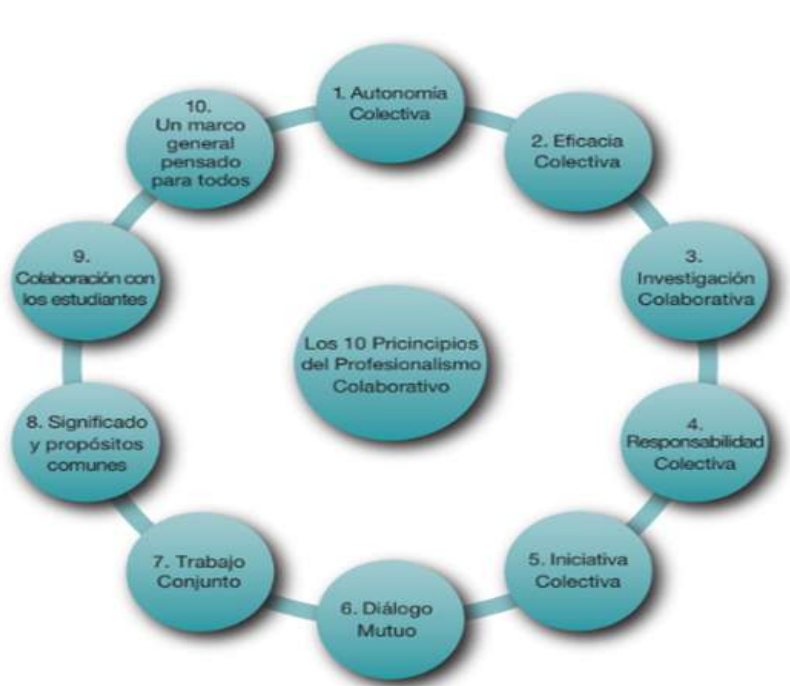 1. Autonomía
Colectiva
2. Eficacia
Colectiva
3.
Investigación
Colaborativa
4.
Responsabilidad
Colectiva
5. Iniciativa
Colectiva
6. Diálogo
Mutuo
7. Trabajo
Conjunto
8. Significado
y propósitos
comunes
9.
Colaboración con
los estudiantes
10.
Un marco
general
pensado
para todos
Los 10 Pricincipios
del Profesionalismo
Colaborativo